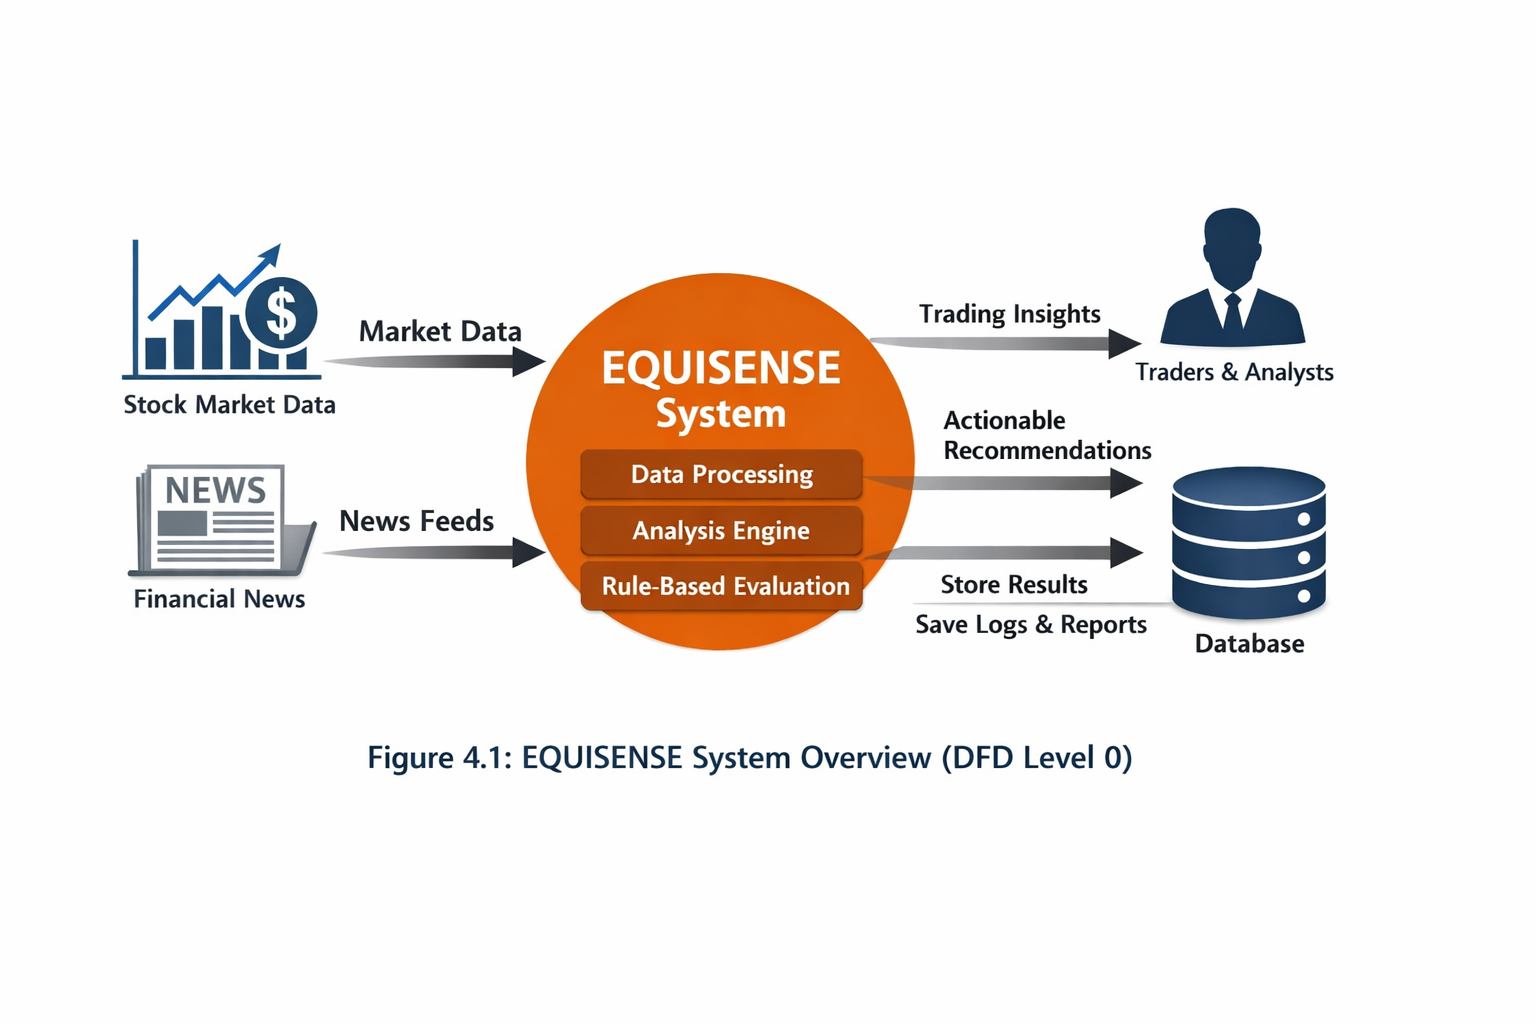 $
Stock Market Data
Market Data
NEWS
Financial News
News Feeds
EQUISENSE
System
Data Processing
Analysis Engine
Rule-Based Evaluation
Trading Insights
Traders & Analysts
Actionable
Recommendations
Store Results
Save Logs & Reports
Database
Figure 4.1: EQUISENSE System Overview (DFD Level 0)